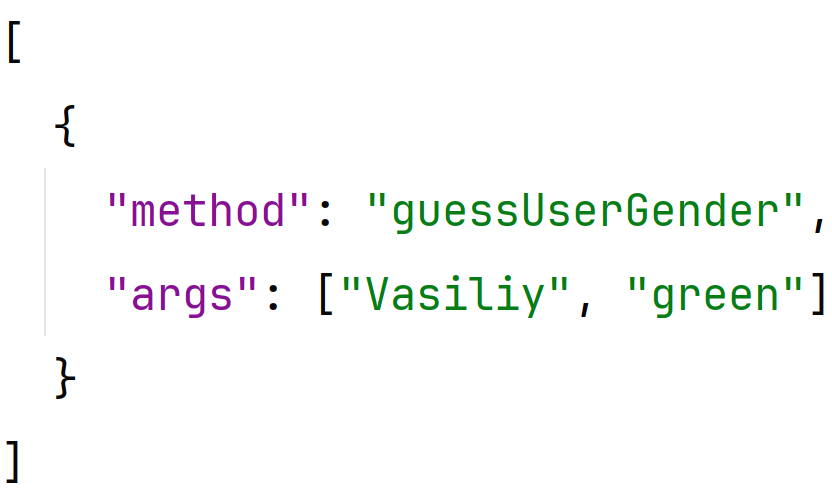 [
{
"method": "guessUserGender",
"args": ["Vasiliy", "green"]
}
]